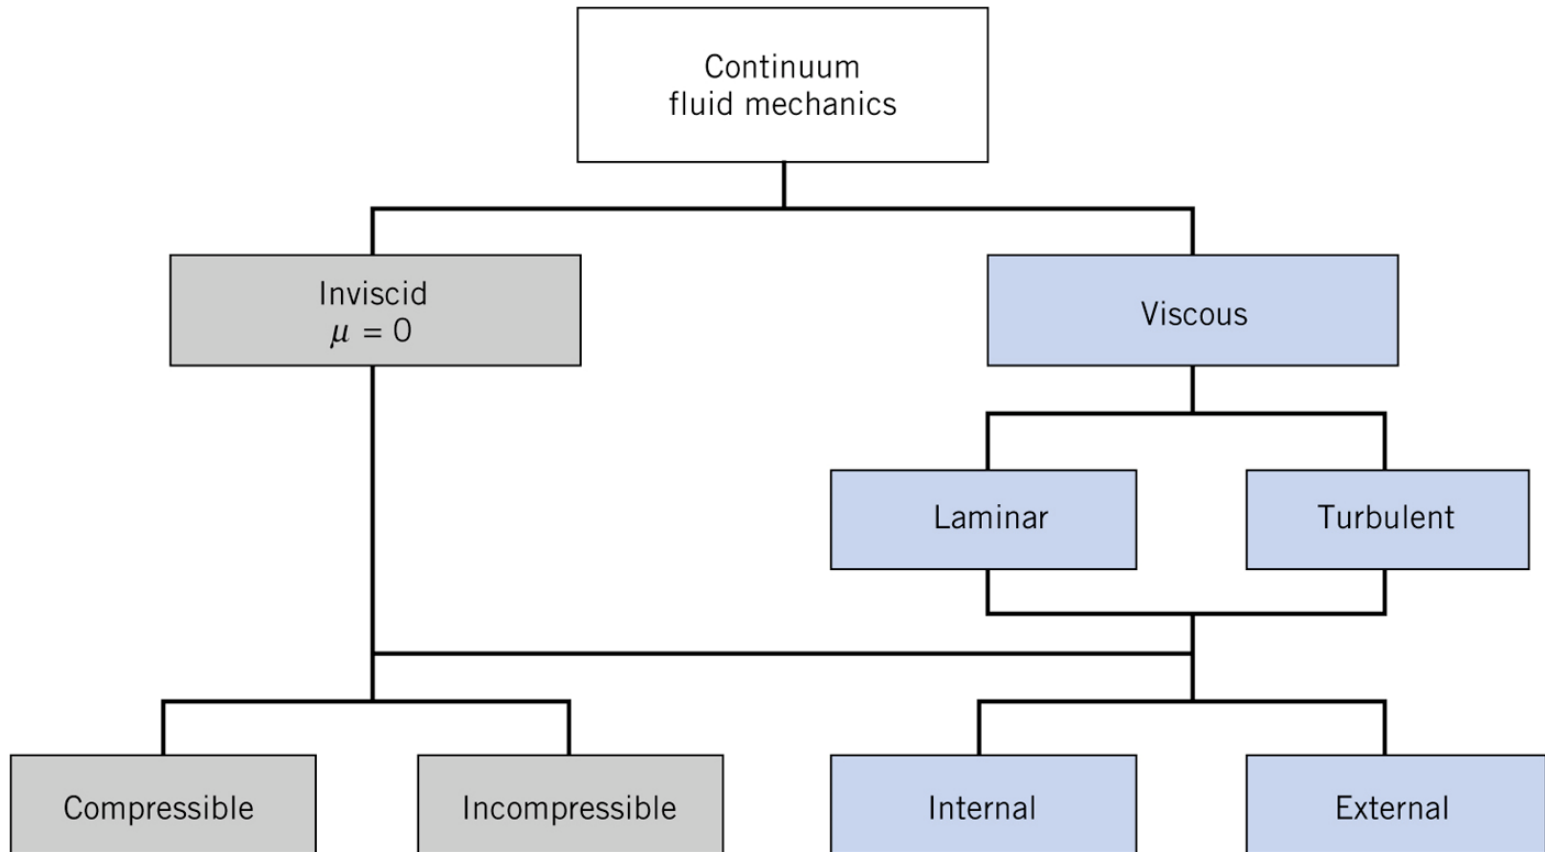 Continuum
fluid mechanics
Inviscid
μ = 0
Viscous
Laminar
Turbulent
Compressible
Incompressible
Internal
External